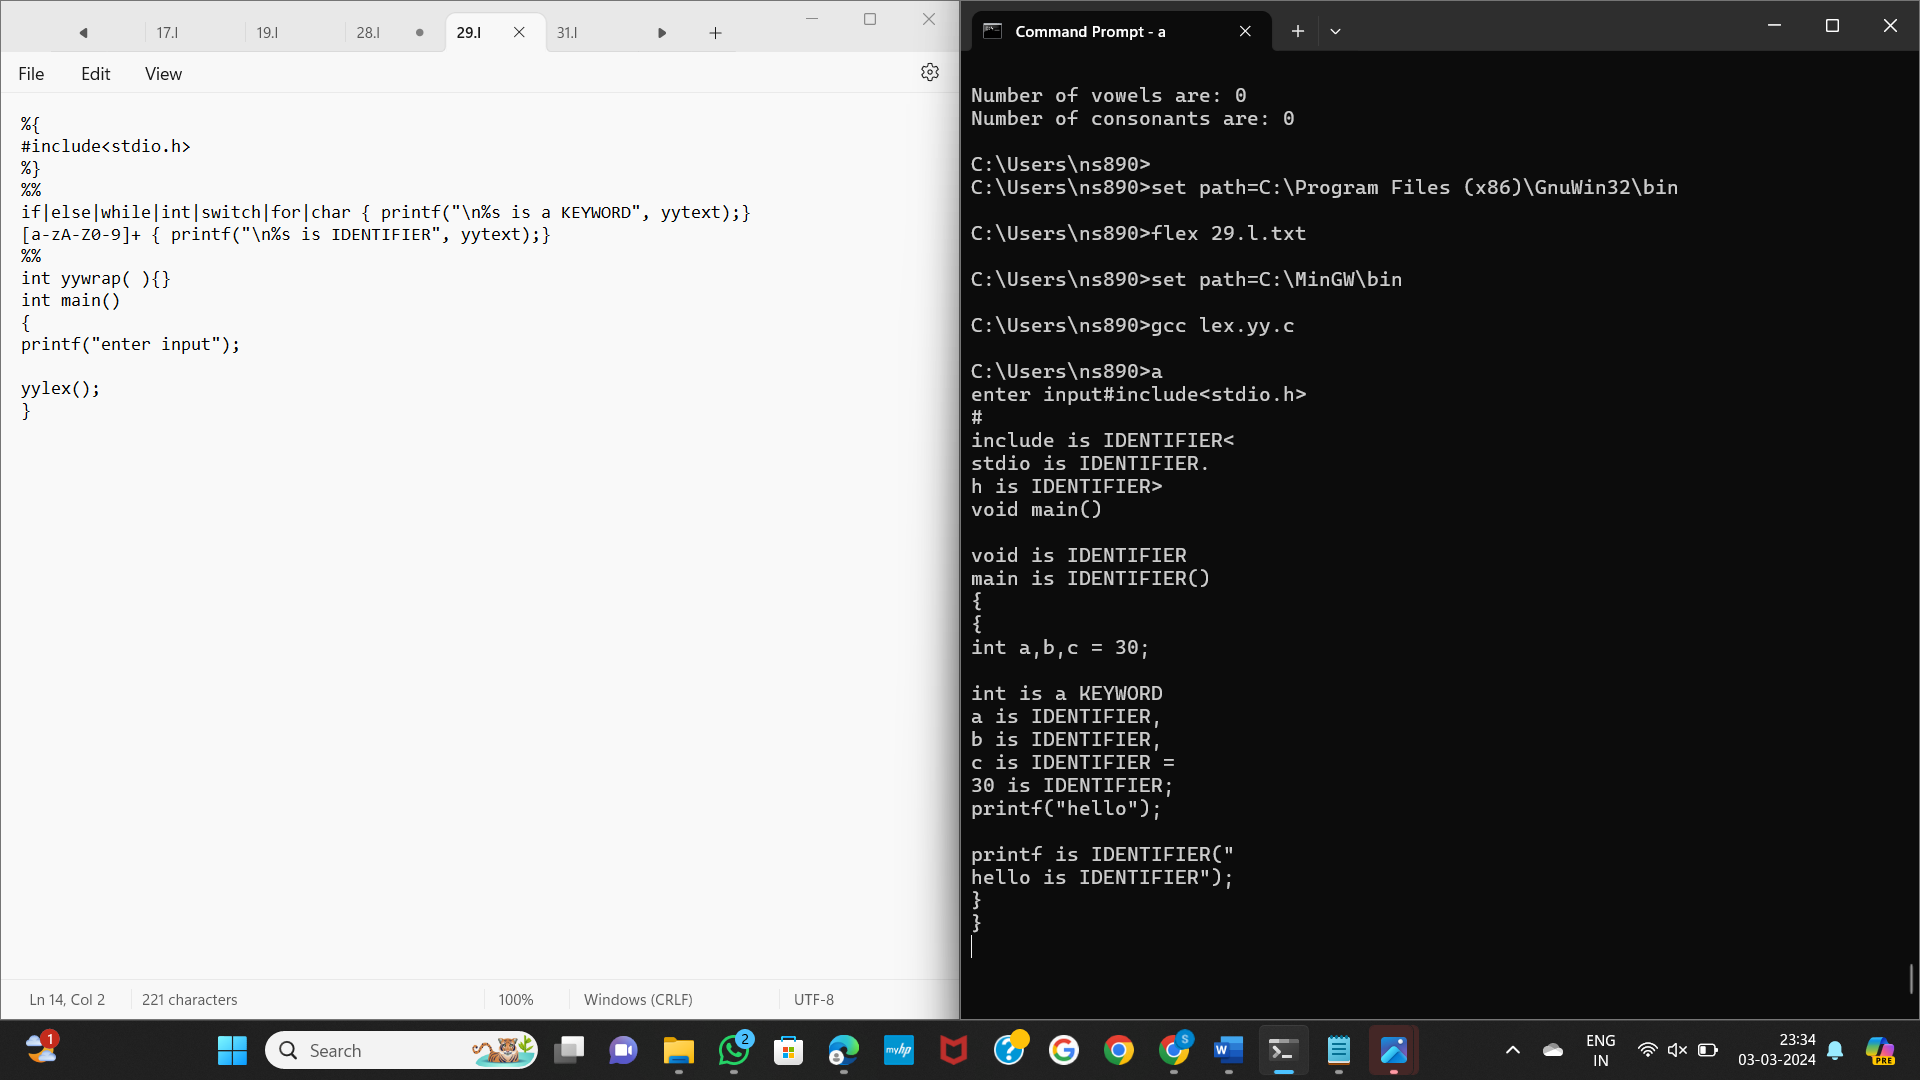 17.l
19.l
28.l
29.l
31.l
File
Edit
View
%{
#include<stdio.h>
%}
%%
if|else|while|int|switch|for|char { printf("\n%s is a KEYWORD", yytext);}
[a-zA-Z0-9]+ { printf("\n%s is IDENTIFIER", yytext);}
%%
int yywrap( ){}
int main()
{
printf("enter input");
yylex();
}
Ln 14, Col 2
221 characters
100%
Windows (CRLF)
UTF-8
Command Prompt - a
Number of vowels are: 0
Number of consonants are: 0
C:\Users\ns890>
C:\Users\ns890>set path=C:\Program Files (x86)\GnuWin32\bin
C:\Users\ns890>flex 29.l.txt
C:\Users\ns890>set path=C:\MinGW\bin
C:\Users\ns890>gcc lex.yy.c
C:\Users\ns890>a
enter input#include<stdio.h>
#
include is IDENTIFIER<
stdio is IDENTIFIER.
h is IDENTIFIER>
void main()
void is IDENTIFIER
main is IDENTIFIER()
{
{
int a,b,c = 30;
int is a KEYWORD
a is IDENTIFIER,
b is IDENTIFIER,
c is IDENTIFIER =
30 is IDENTIFIER;
printf("hello");
printf is IDENTIFIER("
hello is IDENTIFIER");
}
}
1
Search
2
myhp
S
ENG
IN
23:34
03-03-2024
PRE